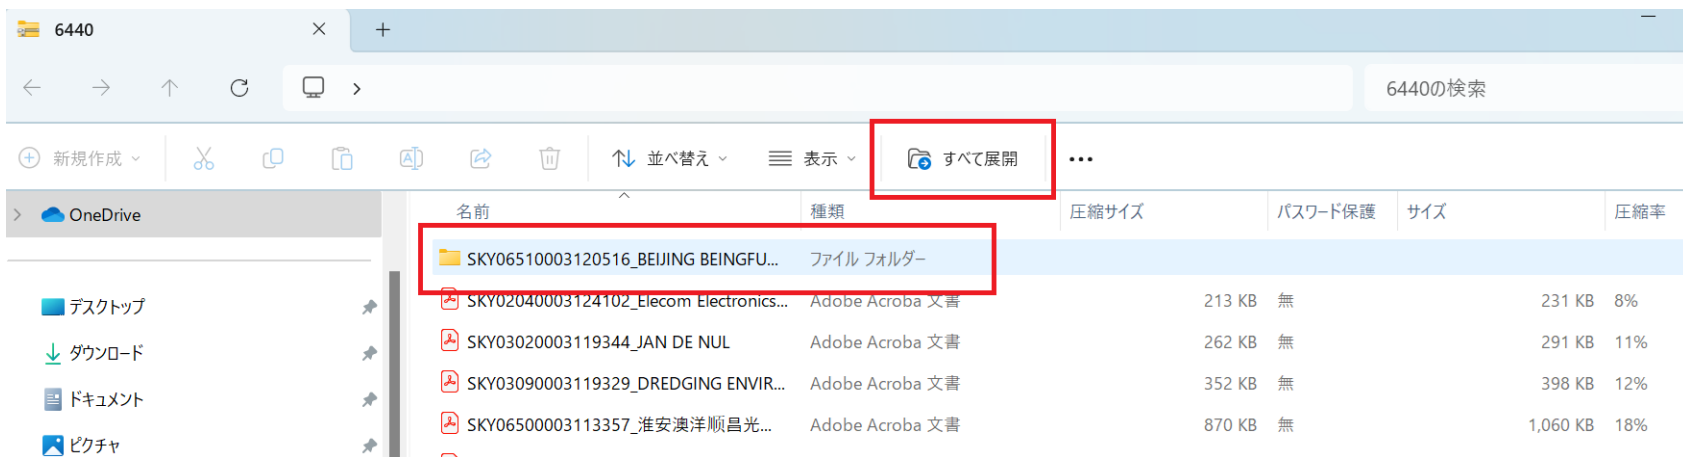 6440
6440の検索
新規作成
並べ替え
表示
すべて展開
OneDrive
デスクトップ
ダウンロード
ドキュメント
ピクチャ
名前 種類 圧縮サイズ パスワード保護 サイズ 圧縮率
SKY06510003120516_BEIJING BEINGFU... ファイル フォルダー
SKY02040003124102_Elecom Electronics... Adobe Acroba 文書 213 KB 無 231 KB 8%
SKY03020003119344_JAN DE NUL Adobe Acroba 文書 262 KB 無 291 KB 11%
SKY03090003119329_DREDGING ENVIR... Adobe Acroba 文書 352 KB 無 398 KB 12%
SKY06500003113357_淮安澳洋顺昌光... Adobe Acroba 文書 870 KB 無 1,060 KB 18%